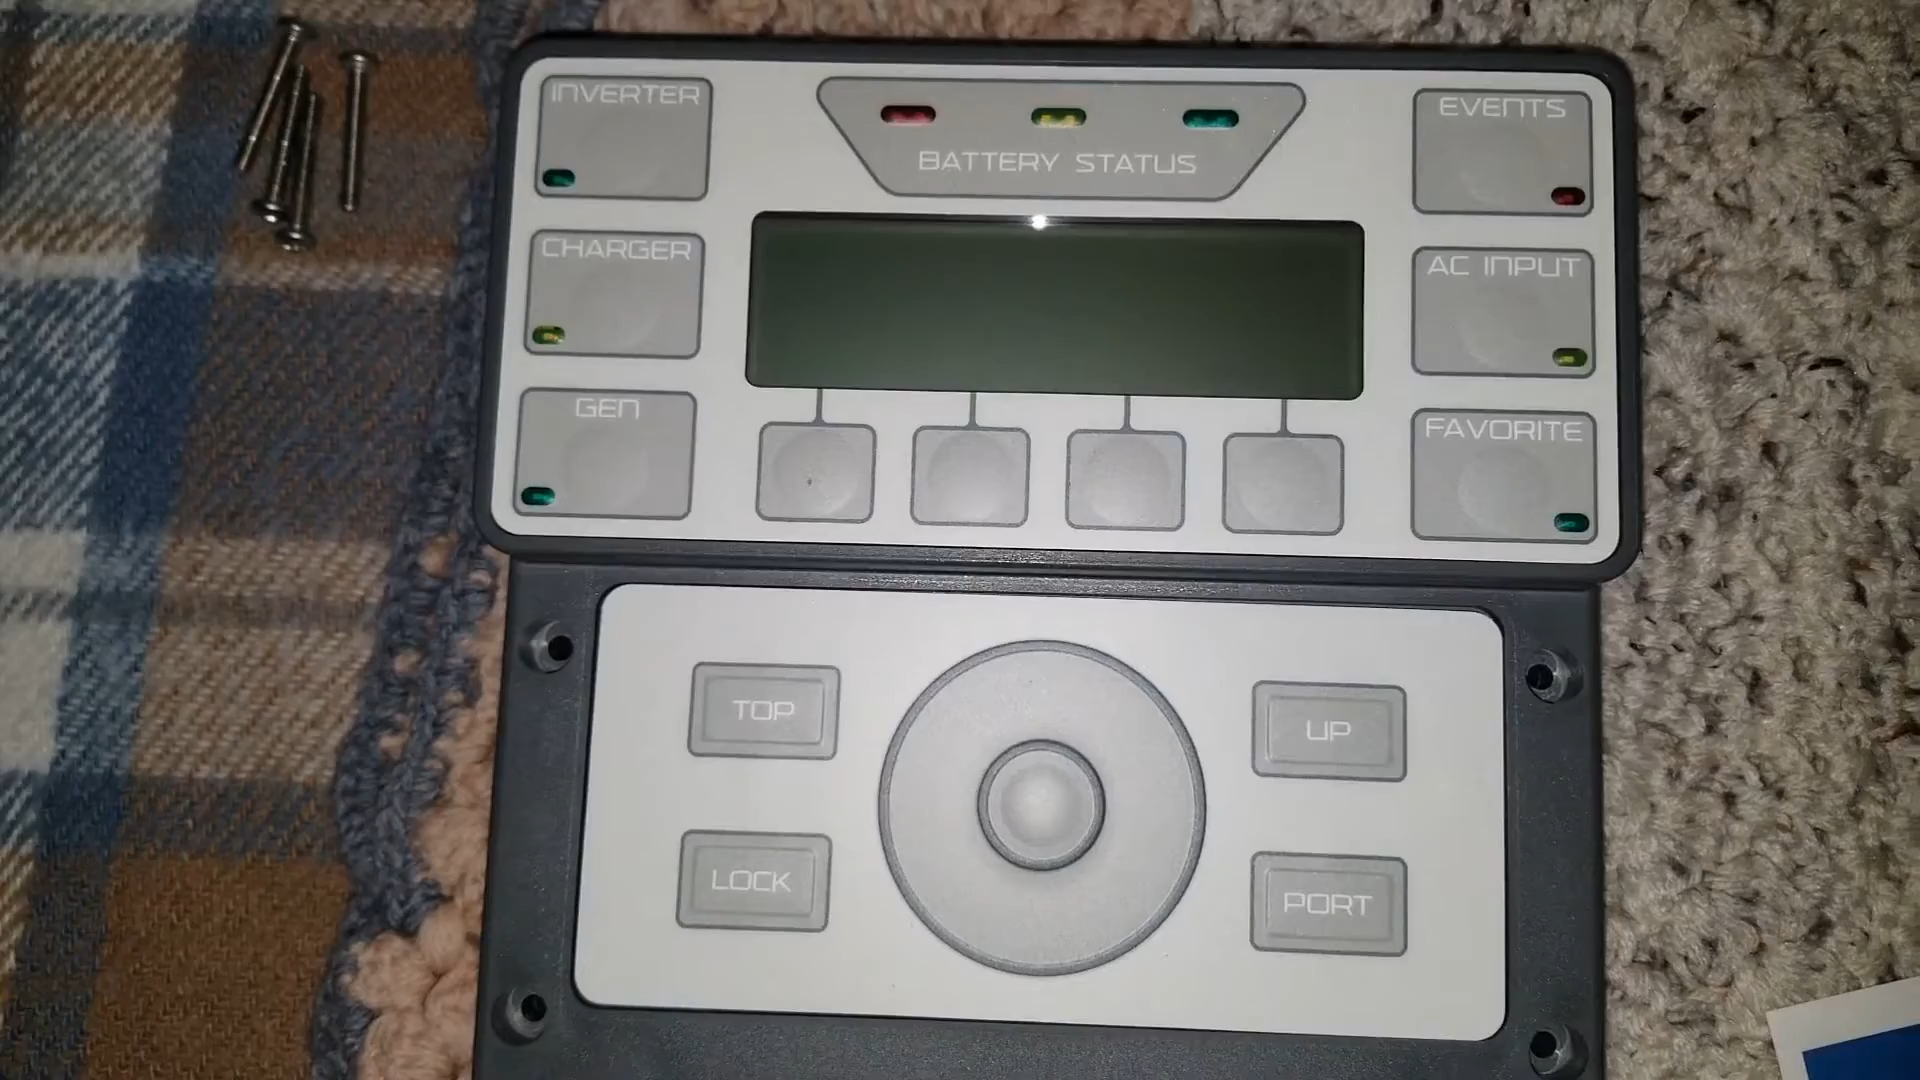 INVERTER
BATTERY STATUS
EVENTS
CHARGER
AC INPUT
GEN
FAVORITE
TOP
UP
LOCK
PORT